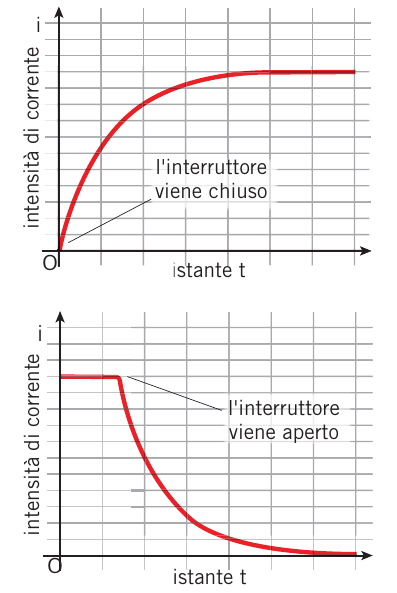 i
intensità di corrente
l'interruttore
viene chiuso
O
istante t
i
intensità di corrente
l'interruttore
viene aperto
O
istante t